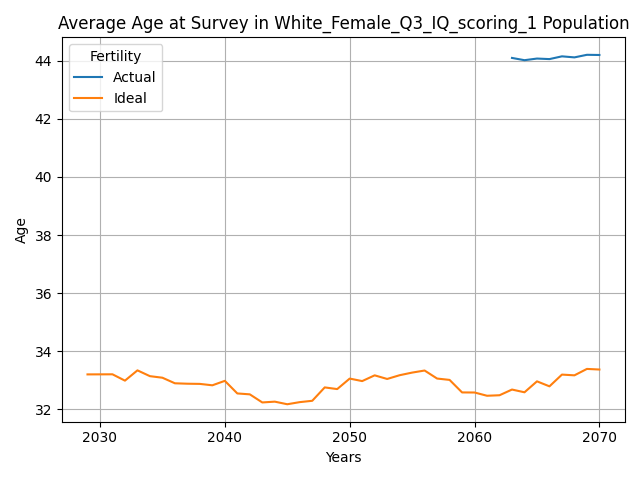 Average Age at Survey in White_Female_Q3_IQ_scoring_1 Population
Fertility
Actual
Ideal
44
42
40
38
36
34
32
Age
2030 2040 2050 2060 2070
Years